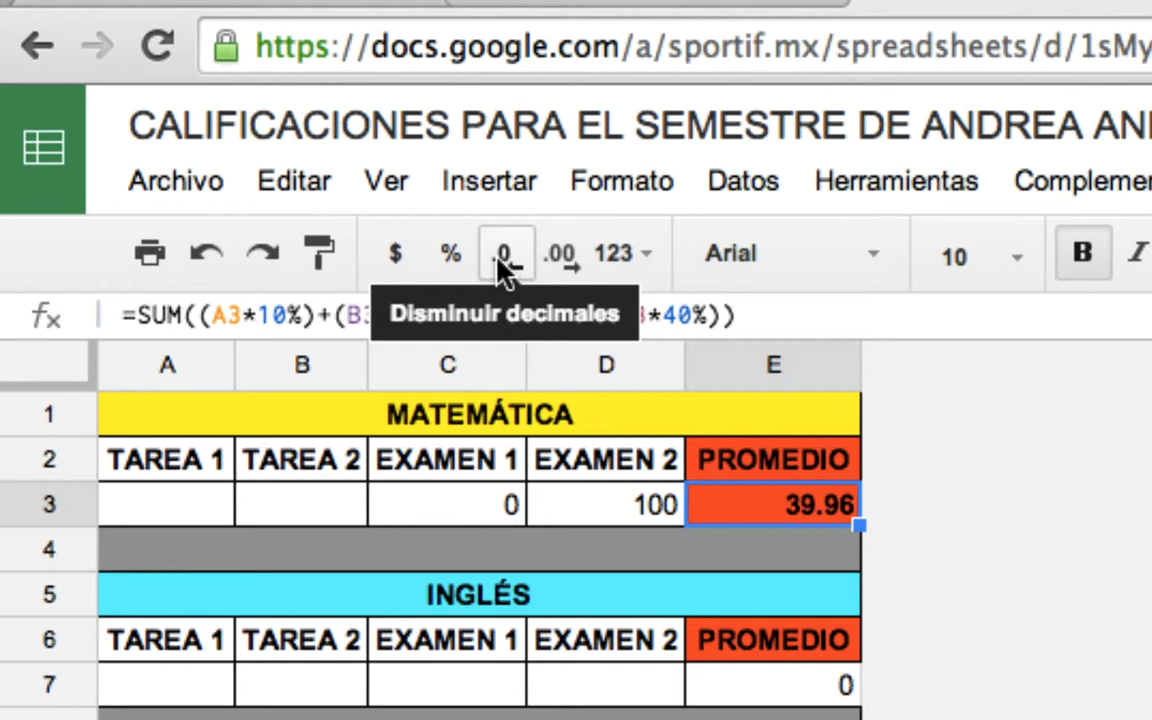 https://docs.google.com/a/sportif.mx/spreadsheets/d/1sMy
CALIFICACIONES PARA EL SEMESTRE DE ANDREA AN
Archivo Editar Ver Insertar Formato Datos Herramientas Complemen
$ % .0 .00 123 Arial 10 B I
fx =SUM((A3*10%)+(B3 *40%))
Disminuir decimales
A B C D E
1 MATEMÁTICA
2 TAREA 1 TAREA 2 EXAMEN 1 EXAMEN 2 PROMEDIO
3 0 100 39.96
4
5 INGLÉS
6 TAREA 1 TAREA 2 EXAMEN 1 EXAMEN 2 PROMEDIO
7 0